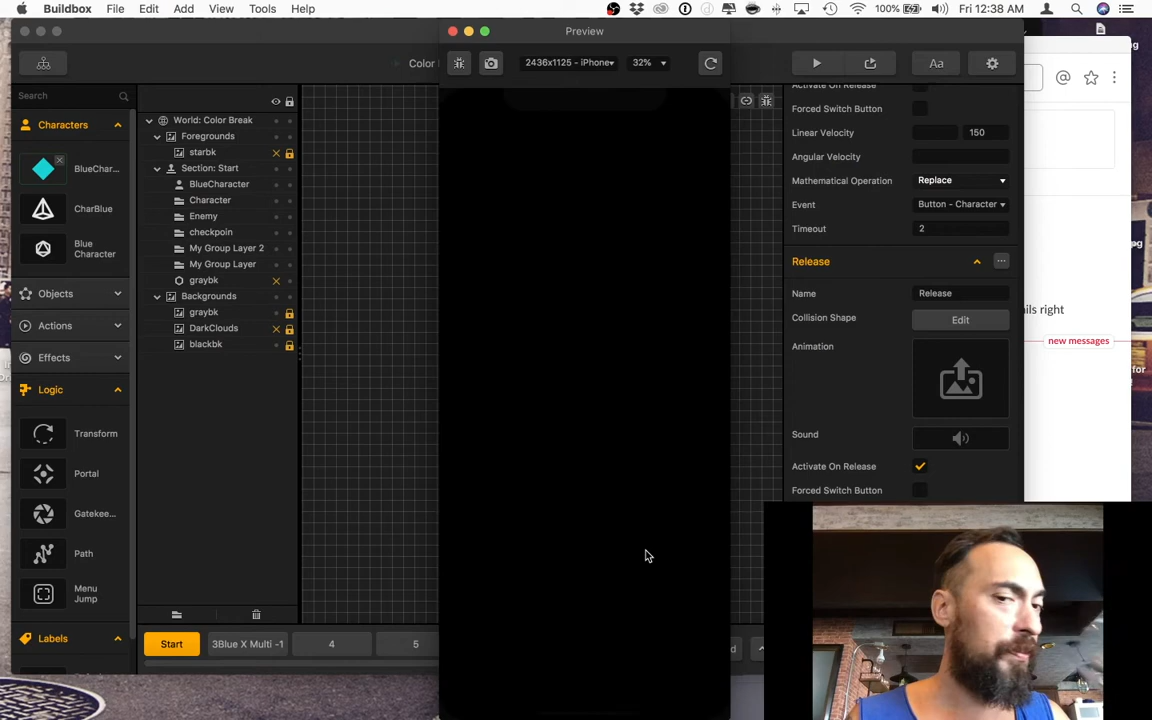 Buildbox File Edit Add View Tools Help
100% Fri 12:38 AM
Color
Preview
2436x1125 - iPhone
32%
Aa
Search
Characters
BlueChar...
CharBlue
Blue
Character
Objects
Actions
Effects
Logic
Transform
Portal
Gatekee...
Path
Menu
Jump
Labels
World: Color Break
Foregrounds
starbk
Section: Start
BlueCharacter
Character
Enemy
checkpoin
My Group Layer 2
My Group Layer
graybk
Backgrounds
graybk
DarkClouds
blackbk
Start
3Blue X Multi -1
4
5
Activate On Release
Forced Switch Button
Linear Velocity 150
Angular Velocity
Mathematical Operation Replace
Event Button - Character
Timeout 2
Release
Name Release
Collision Shape Edit
Animation
Sound
Activate On Release
Forced Switch Button
ails right
new messages